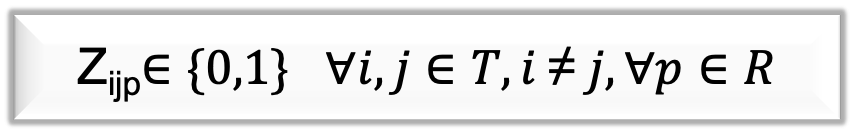 Zᵢⱼₚ∈ {0,1} ∀𝑖, 𝑗 ∈ 𝑇, 𝑖 ≠ 𝑗, ∀𝑝 ∈ 𝑅